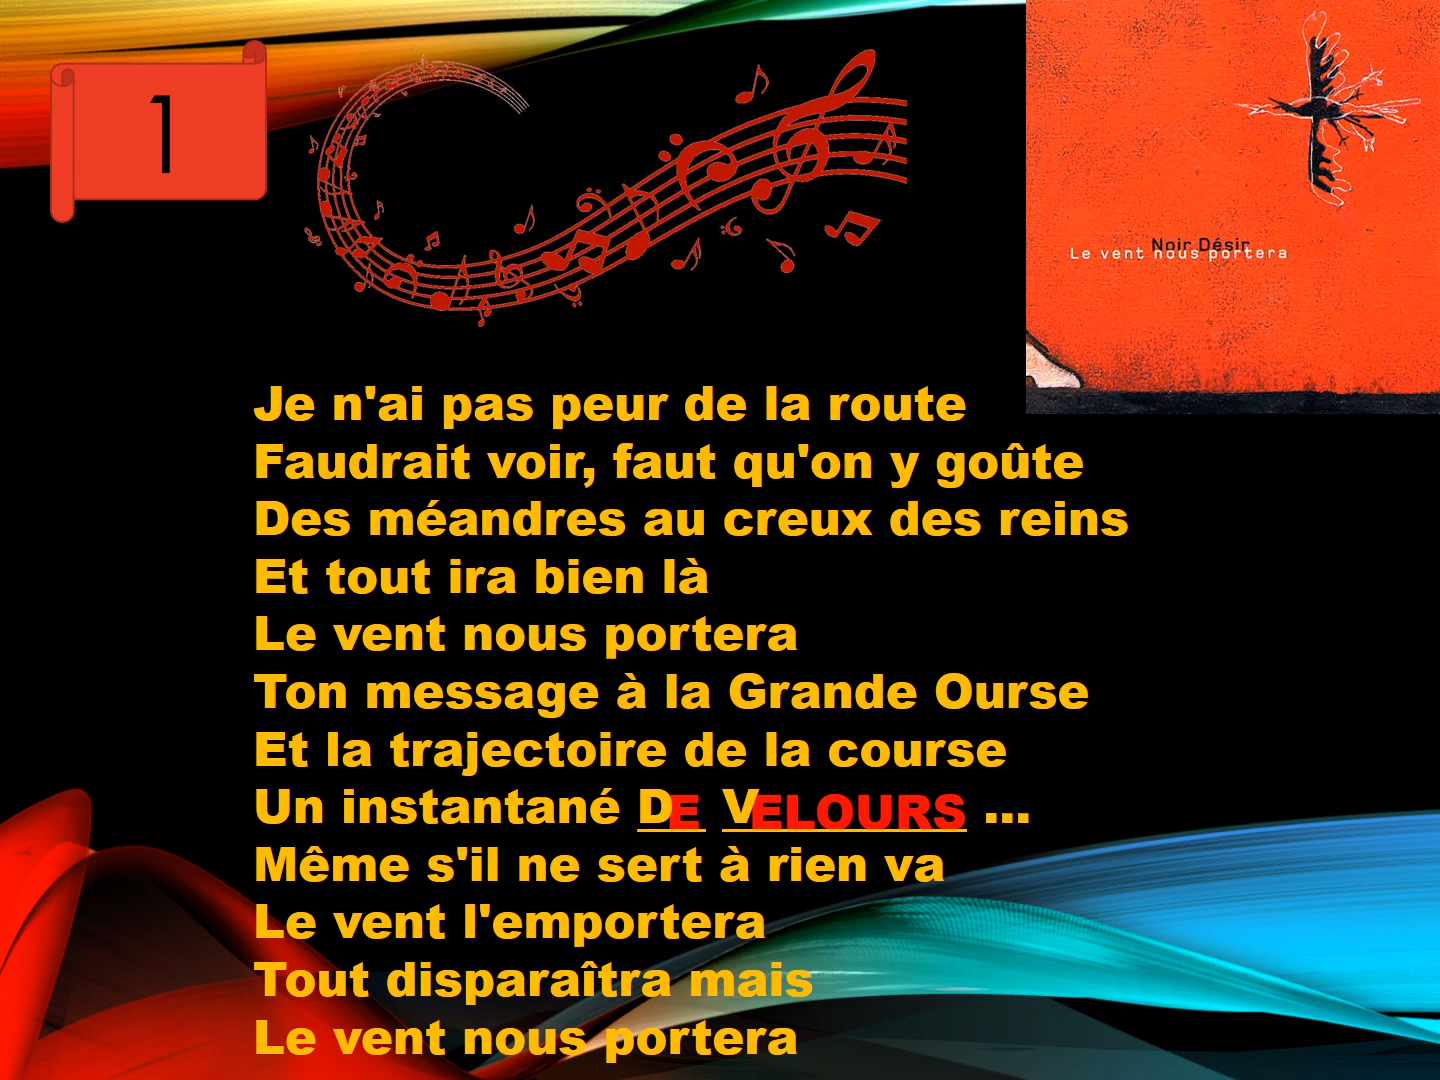 1
Noir Désir
Le vent nous portera
Je n'ai pas peur de la route
Faudrait voir, faut qu'on y goûte
Des méandres au creux des reins
Et tout ira bien là
Le vent nous portera
Ton message à la Grande Ourse
Et la trajectoire de la course
Un instantané DE VELOURS ...
Même s'il ne sert à rien va
Le vent l'emportera
Tout disparaîtra mais
Le vent nous portera